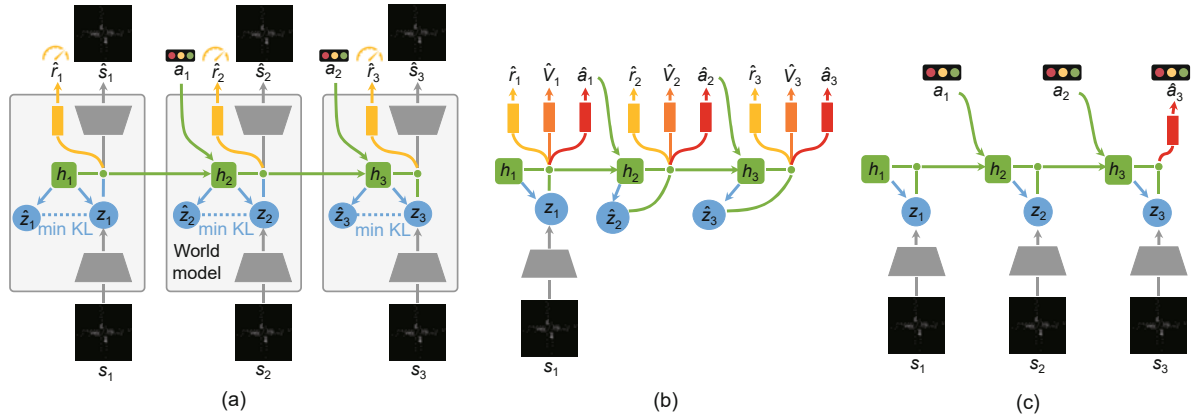 r̂₁ ŝ₁ a₁ r̂₂ ŝ₂ a₂ r̂₃ ŝ₃
h₁ h₂ h₃
ẑ₁ z₁ ẑ₂ z₂ ẑ₃ z₃
min KL min KL min KL
World
model
s₁ s₂ s₃
(a)
r̂₁ V̂₁ â₁ r̂₂ V̂₂ â₂ r̂₃ V̂₃ â₃
h₁ h₂ h₃
z₁ ẑ₂ ẑ₃
s₁
(b)
a₁ a₂ â₃
h₁ h₂ h₃
z₁ z₂ z₃
s₁ s₂ s₃
(c)